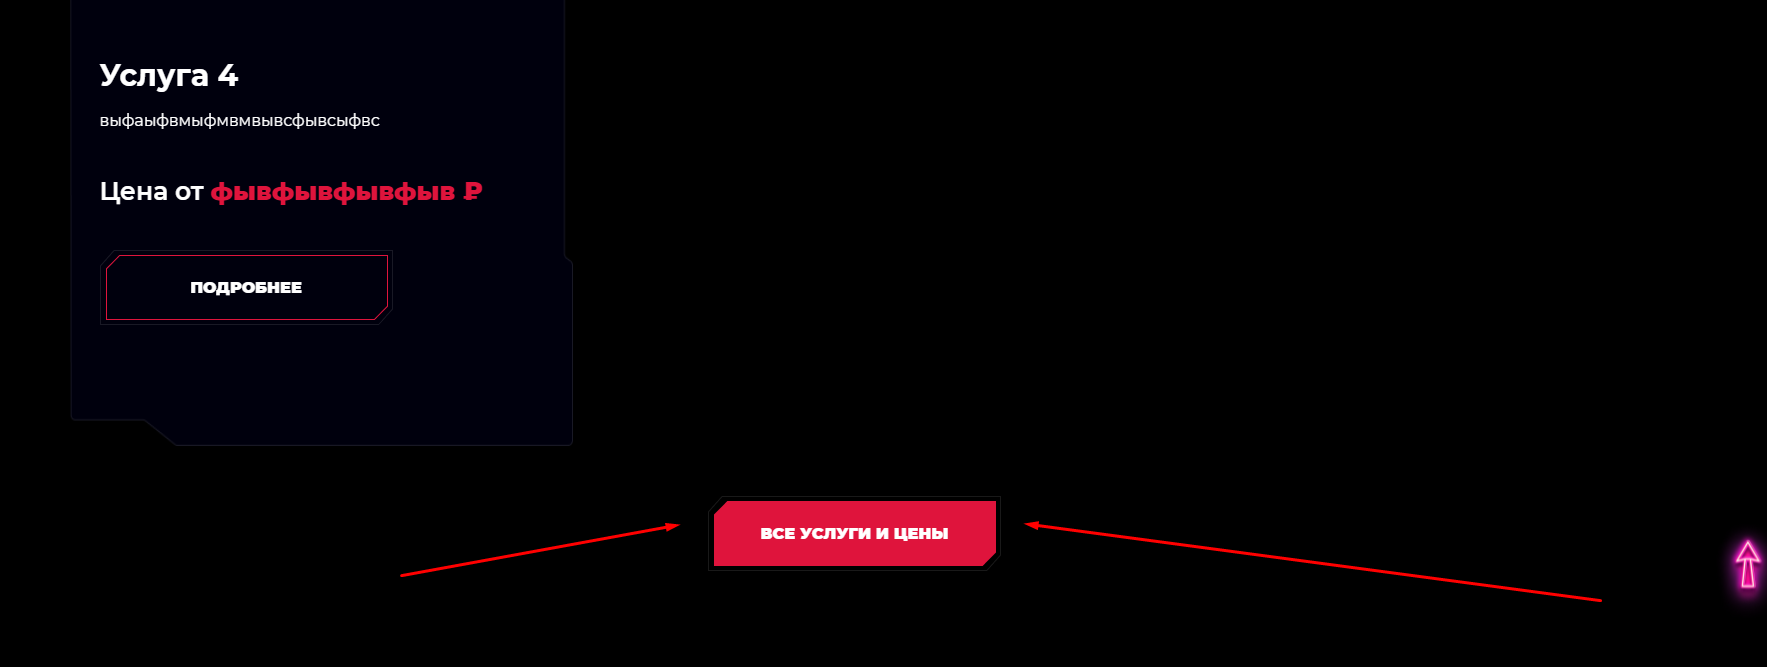 Услуга 4
выфаыфвмыфмвмвывсфывсыфвс
Цена от фывфывфывфыв ₽
ПОДРОБНЕЕ
ВСЕ УСЛУГИ И ЦЕНЫ